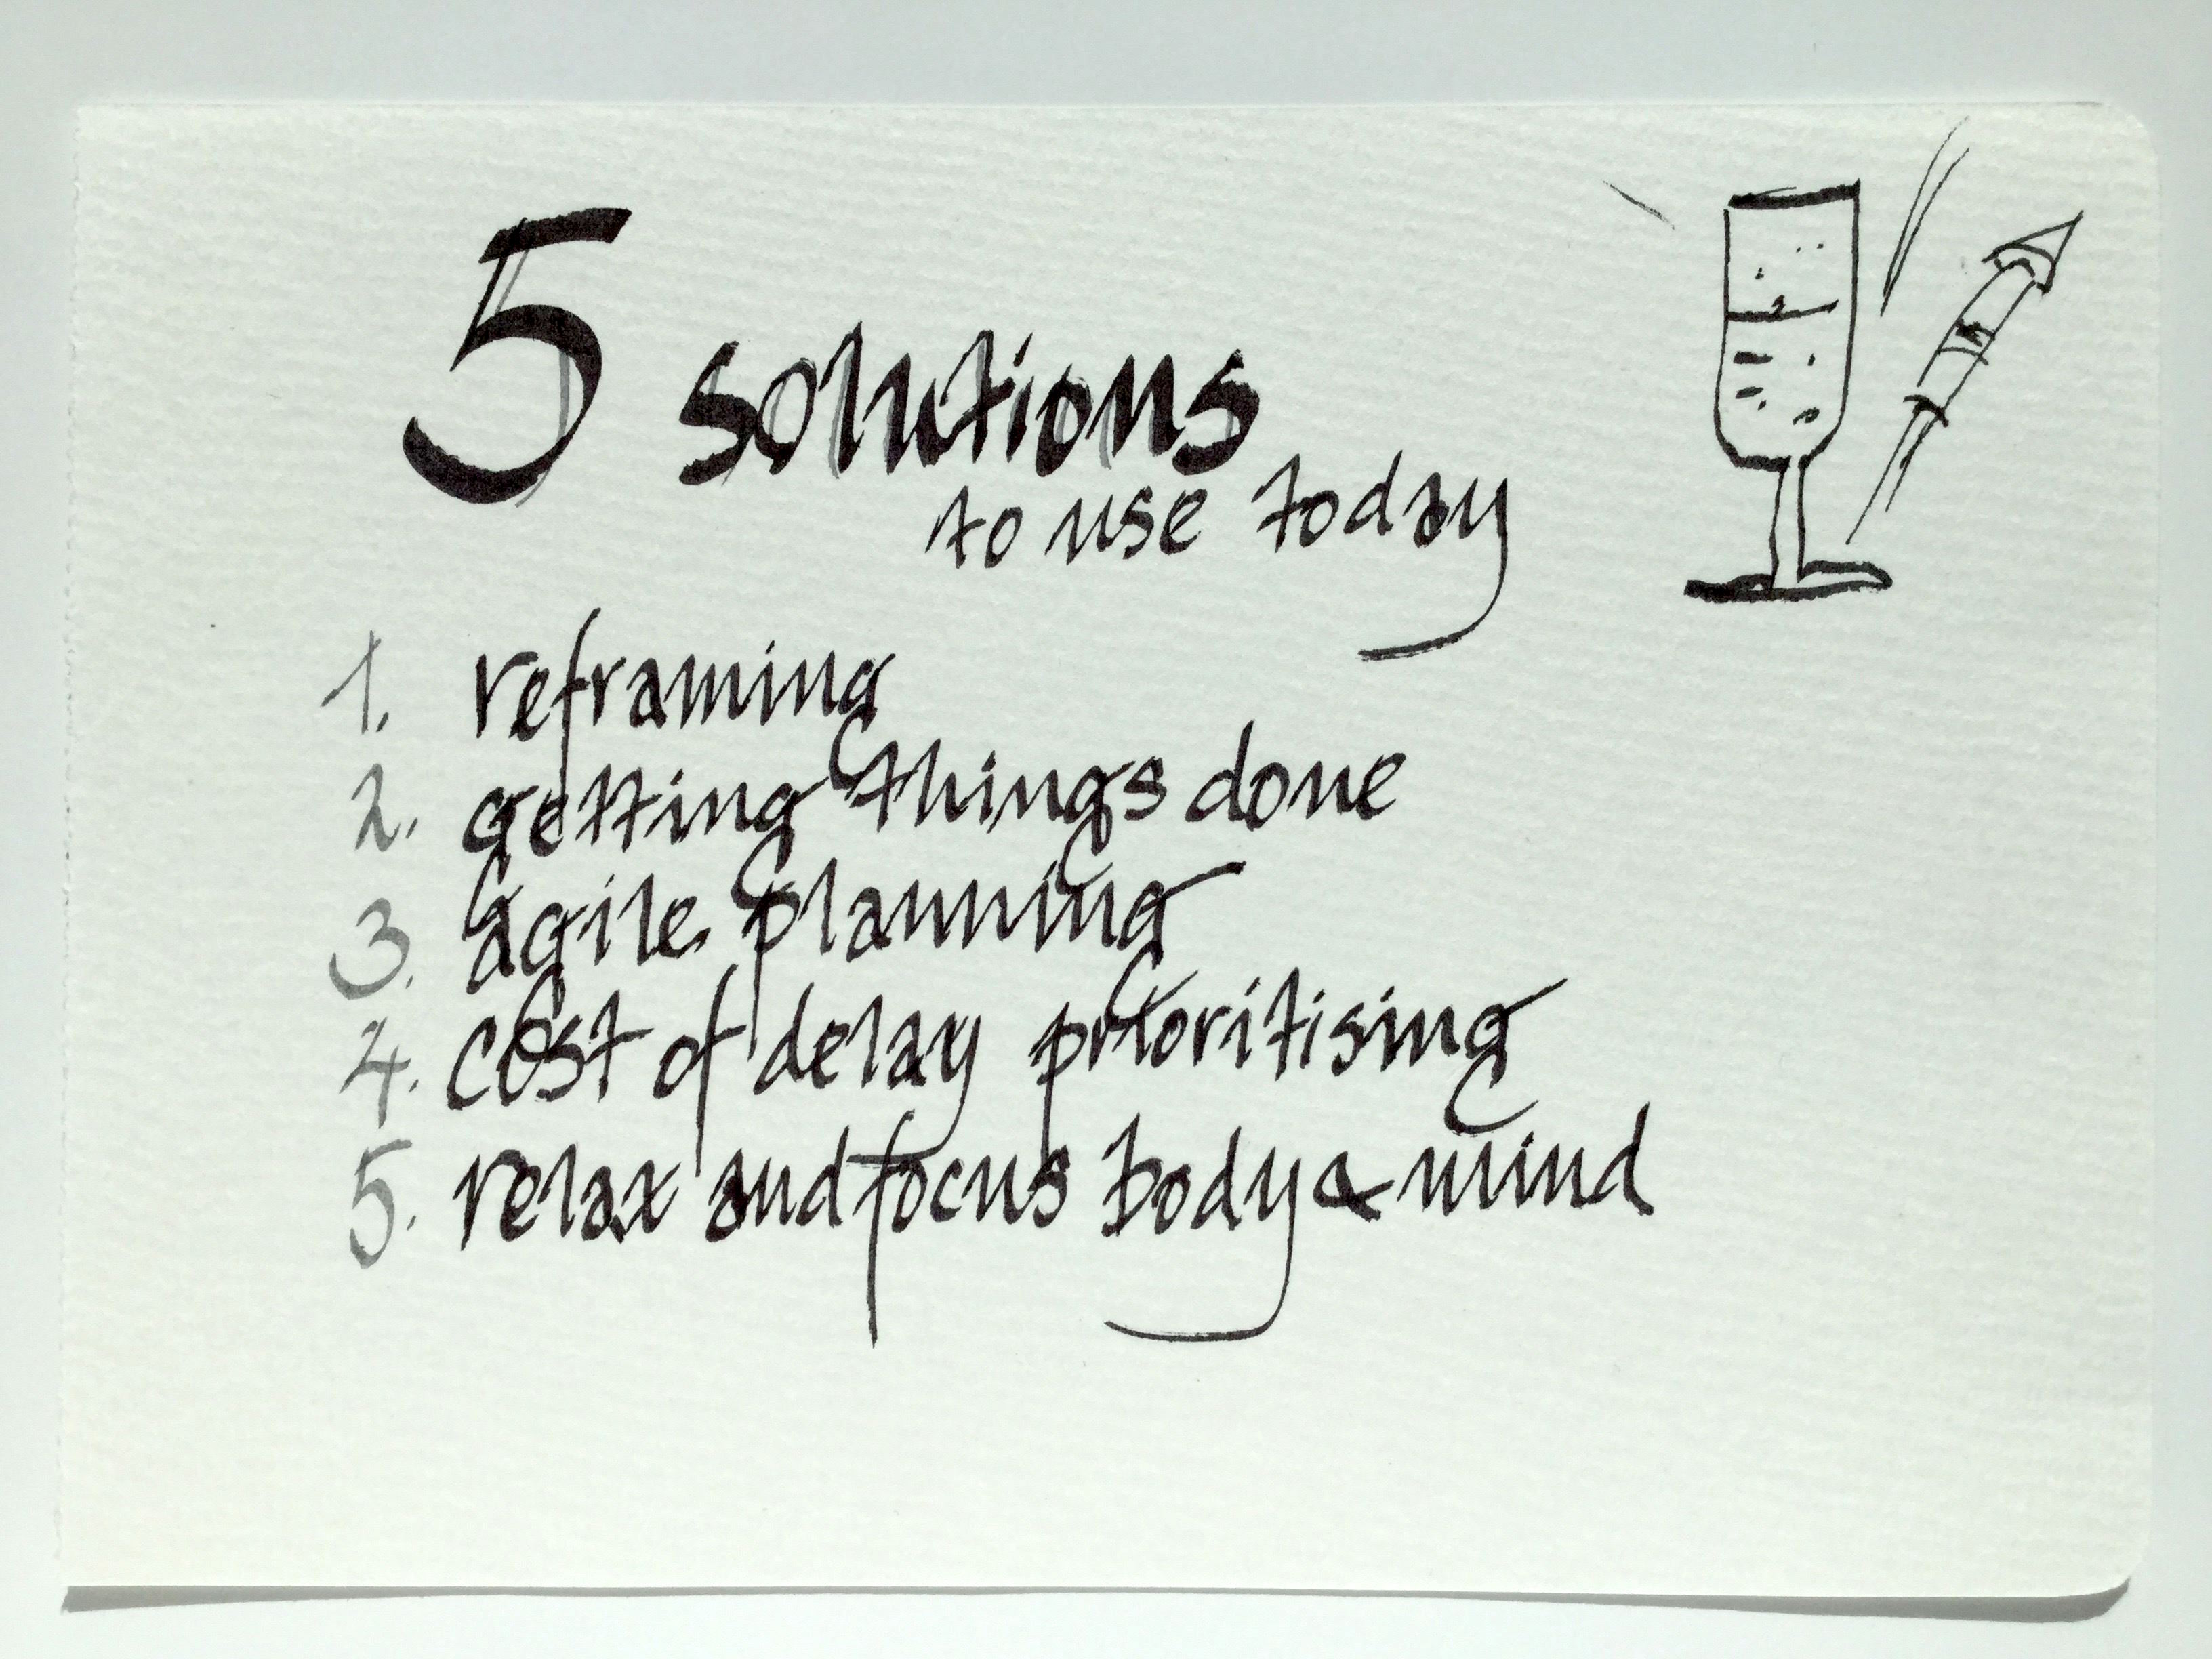 5 solutions
to use today
1. reframing
2. getting things done
3. agile planning
4. cost of delay prioritising
5. relax and focus body & mind